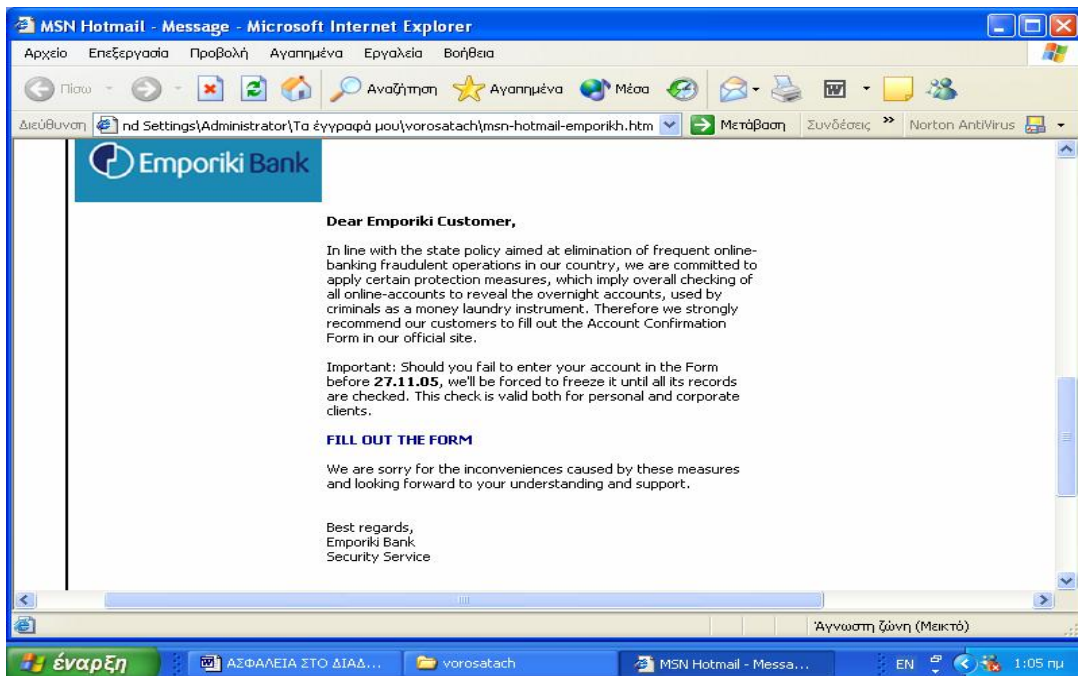 MSN Hotmail - Message - Microsoft Internet Explorer
Αρχείο Επεξεργασία Προβολή Αγαπημένα Εργαλεία Βοήθεια
Πίσω Αναζήτηση Αγαπημένα Μέσα
Διεύθυνση nd Settings\Administrator\Τα έγγραφά μου\vorosatach\msn-hotmail-emporikh.htm Μετάβαση Συνδέσεις » Norton AntiVirus
Emporiki Bank
Dear Emporiki Customer,
In line with the state policy aimed at elimination of frequent online-
banking fraudulent operations in our country, we are committed to
apply certain protection measures, which imply overall checking of
all online-accounts to reveal the overnight accounts, used by
criminals as a money laundry instrument. Therefore we strongly
recommend our customers to fill out the Account Confirmation
Form in our official site.
Important: Should you fail to enter your account in the Form
before 27.11.05, we'll be forced to freeze it until all its records
are checked. This check is valid both for personal and corporate
clients.
FILL OUT THE FORM
We are sorry for the inconveniences caused by these measures
and looking forward to your understanding and support.
Best regards,
Emporiki Bank
Security Service
Άγνωστη ζώνη (Μεικτό)
έναρξη ΑΣΦΑΛΕΙΑ ΣΤΟ ΔΙΑΔ... vorosatach MSN Hotmail - Messa... EN 1:05 πμ